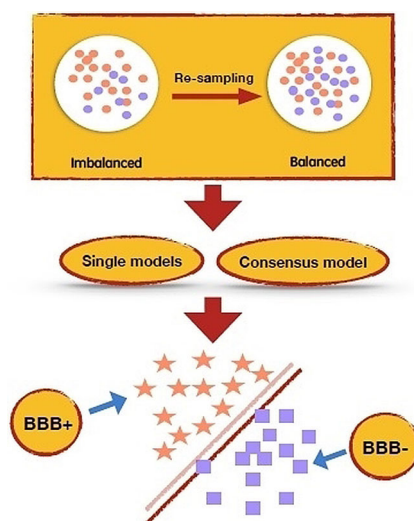 Re-sampling
Imbalanced Balanced
Single models Consensus model
BBB+
BBB-